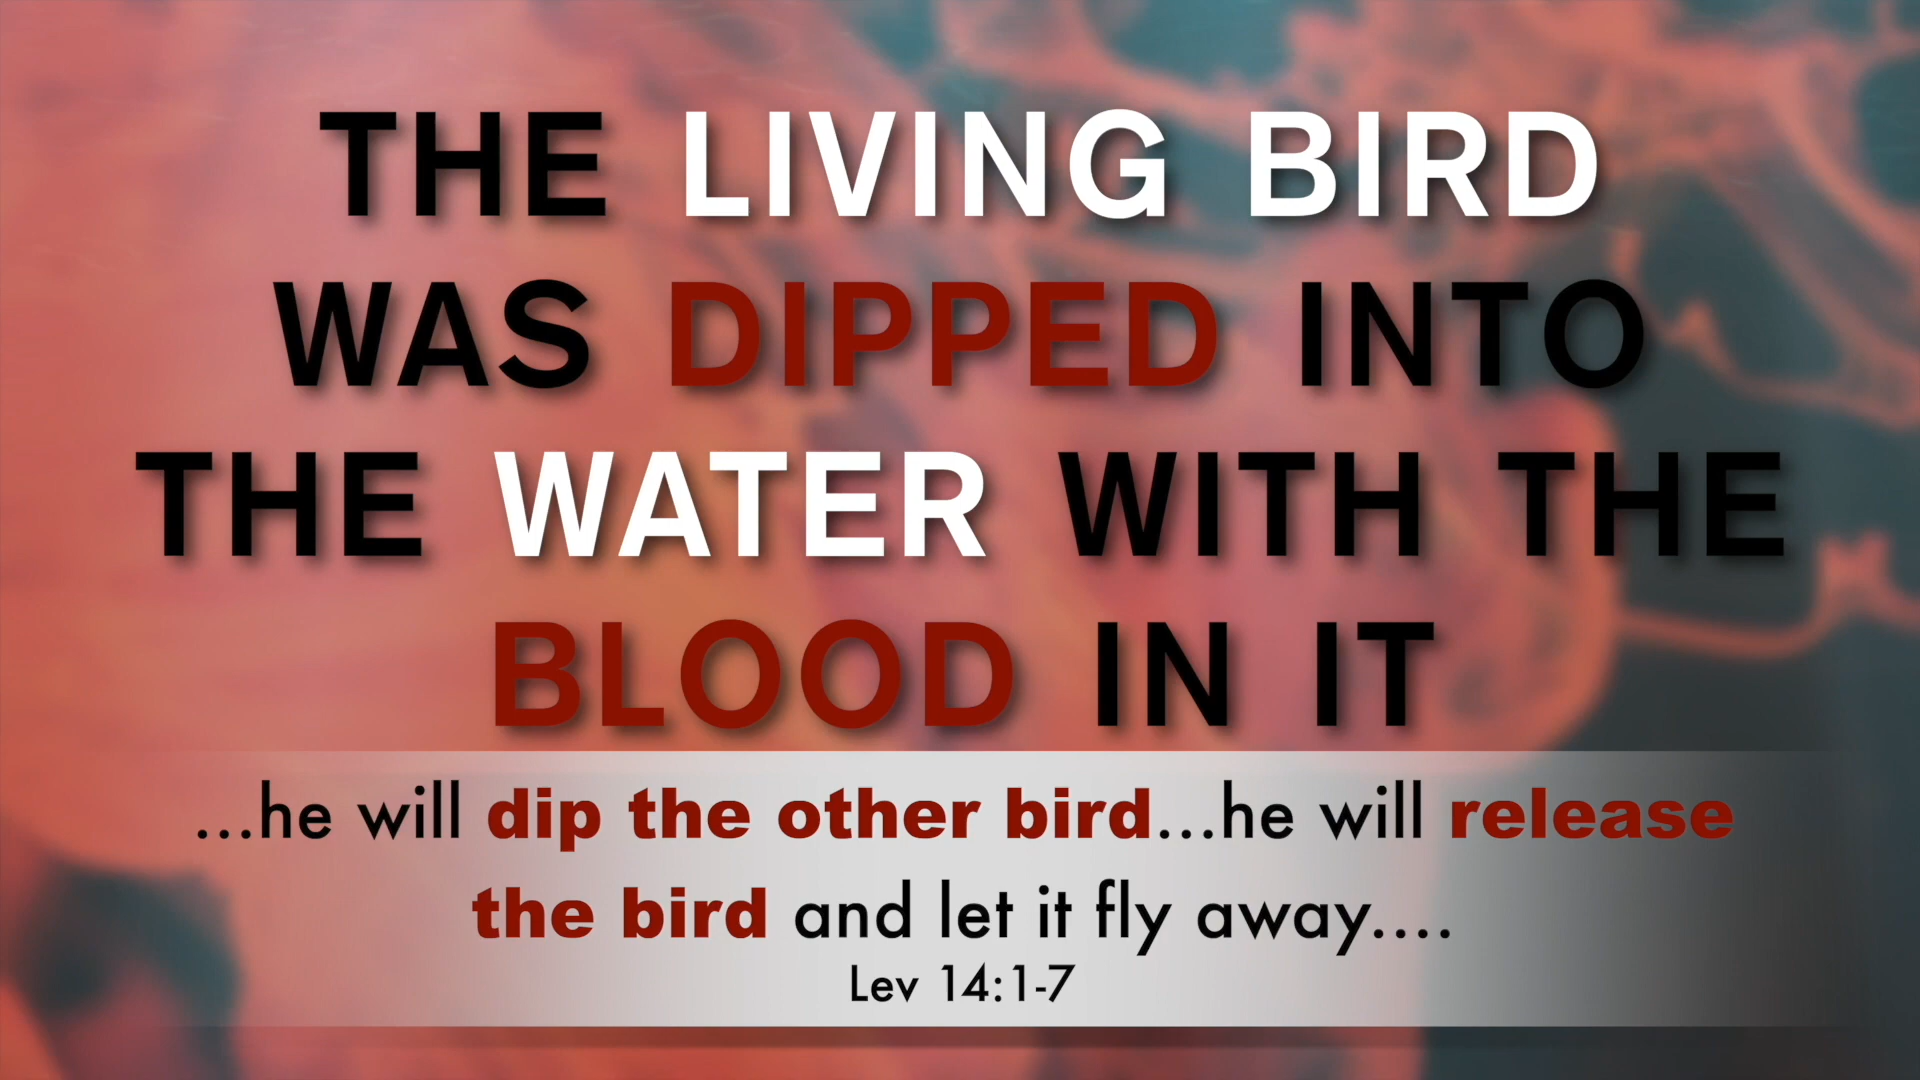 THE LIVING BIRD
WAS DIPPED INTO
THE WATER WITH THE
BLOOD IN IT
...he will dip the other bird...he will release
the bird and let it fly away....
Lev 14:1-7